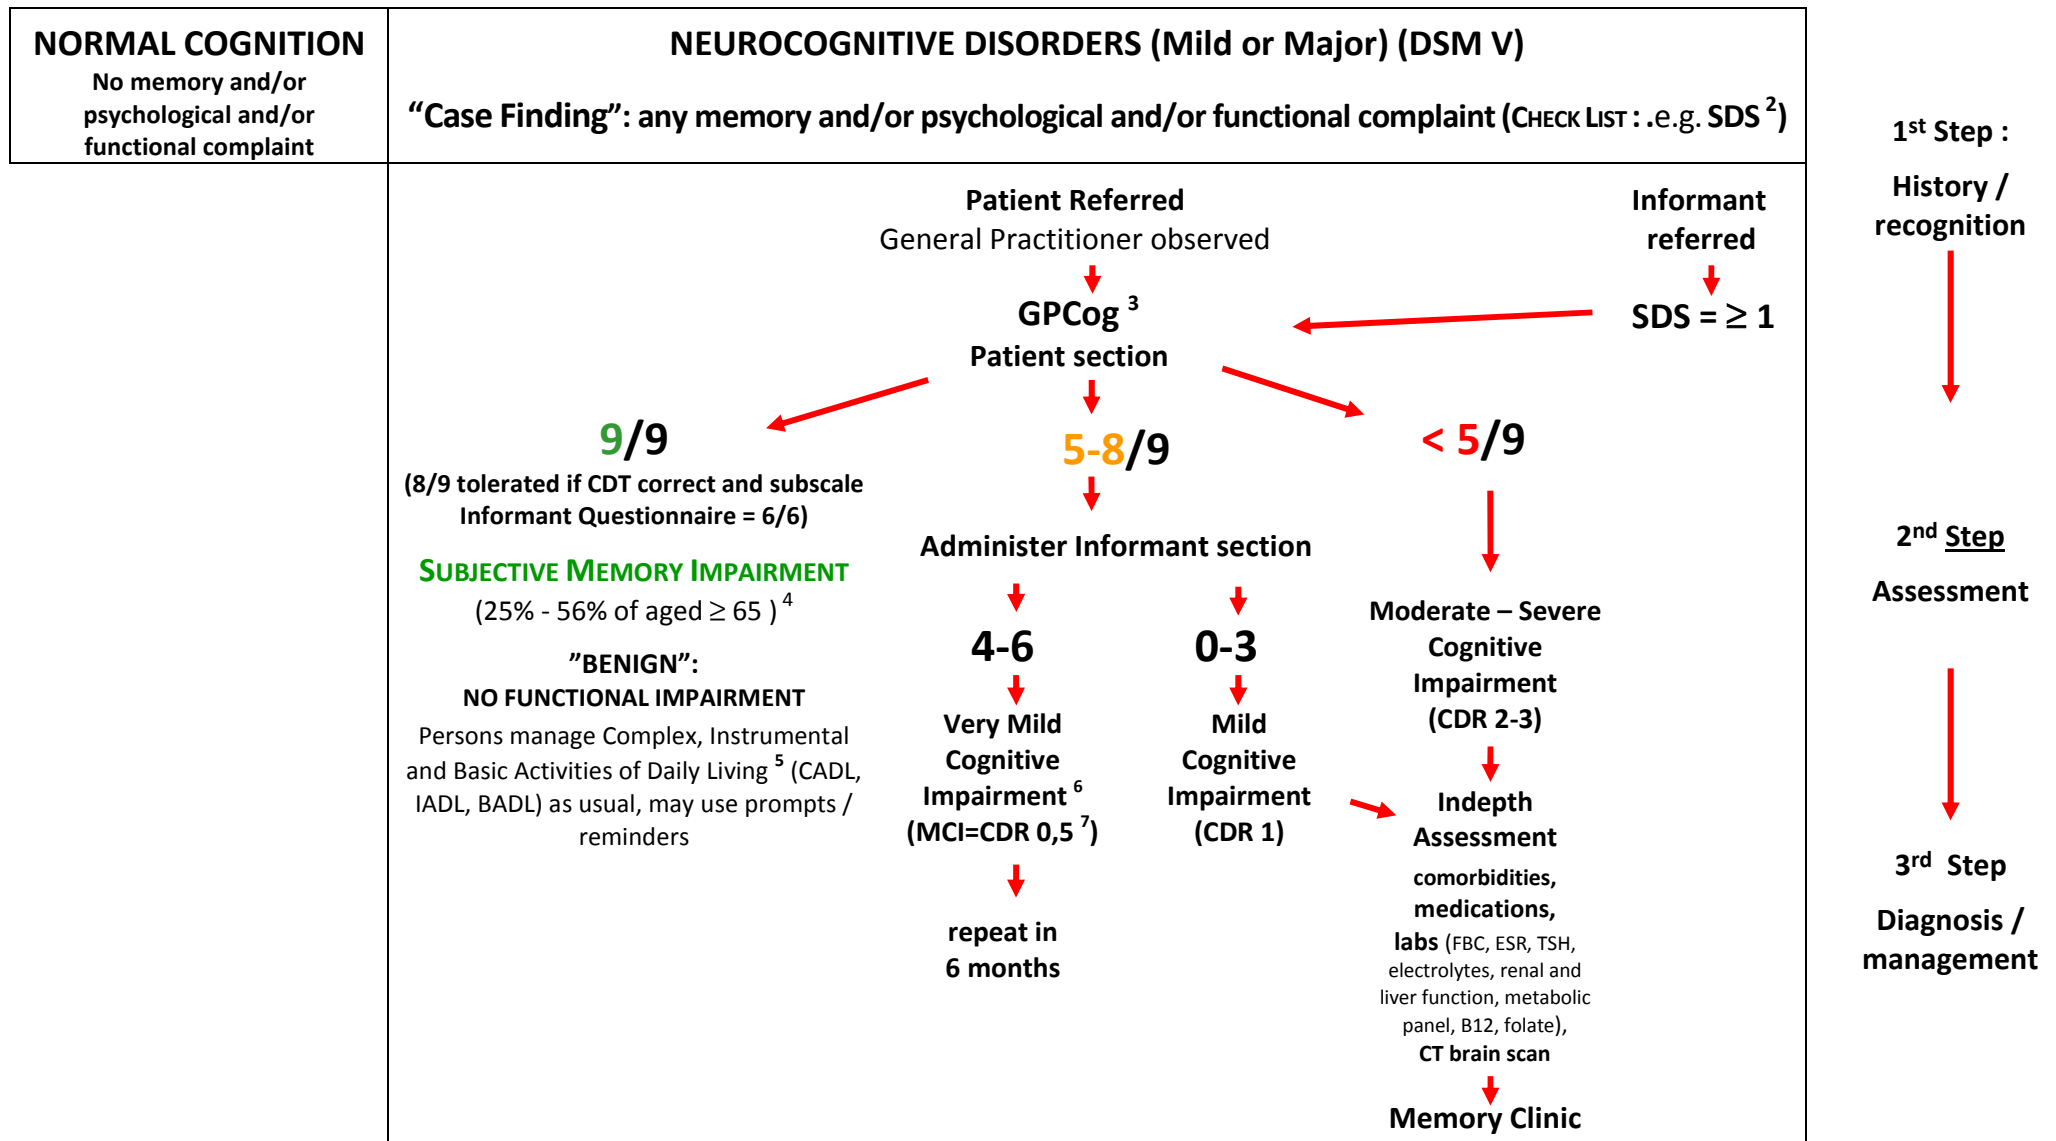 NORMAL COGNITION
No memory and/or
psychological and/or
functional complaint
NEUROCOGNITIVE DISORDERS (Mild or Major) (DSM V)
“Case Finding”: any memory and/or psychological and/or functional complaint (CHECK LIST : .e.g. SDS 2)
Patient Referred
General Practitioner observed
Informant
referred
GPCog 3
Patient section
SDS = ≥ 1
9/9
(8/9 tolerated if CDT correct and subscale
Informant Questionnaire = 6/6)
SUBJECTIVE MEMORY IMPAIRMENT
(25% - 56% of aged ≥ 65 ) 4
”BENIGN”:
NO FUNCTIONAL IMPAIRMENT
Persons manage Complex, Instrumental
and Basic Activities of Daily Living 5 (CADL,
IADL, BADL) as usual, may use prompts /
reminders
5-8/9
Administer Informant section
4-6
Very Mild
Cognitive
Impairment 6
(MCI=CDR 0,5 7)
repeat in
6 months
0-3
Mild
Cognitive
Impairment
(CDR 1)
< 5/9
Moderate – Severe
Cognitive
Impairment
(CDR 2-3)
Indepth
Assessment
comorbidities,
medications,
labs (FBC, ESR, TSH,
electrolytes, renal and
liver function, metabolic
panel, B12, folate),
CT brain scan
Memory Clinic
1st Step :
History /
recognition
2nd Step
Assessment
3rd Step
Diagnosis /
management